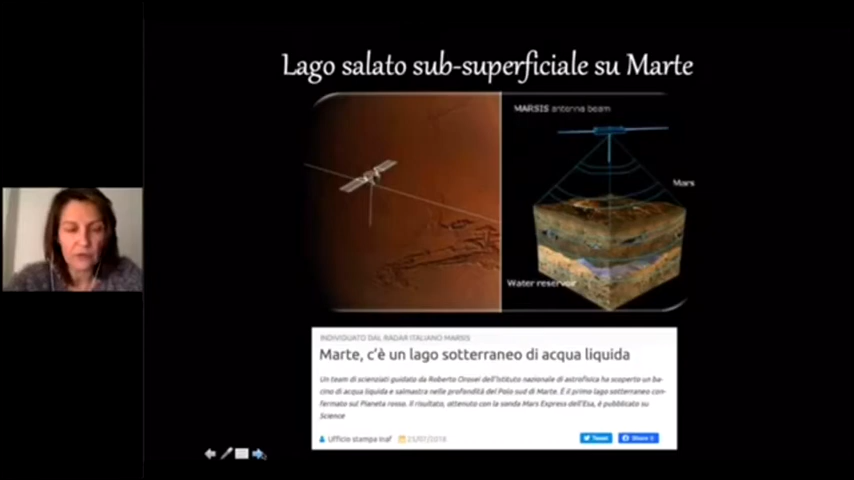 Lago salato sub-superficiale su Marte
MARSIS antenna beam
Mars
Water reservoir
INDIVIDUATO DAL RADAR ITALIANO MARSIS
Marte, c'è un lago sotterraneo di acqua liquida
Un team di scienziati guidato da Roberto Orosei dell'Istituto nazionale di astrofisica ha scoperto un ba-
cino di acqua liquida e salmastra nelle profondità del Polo sud di Marte. È il primo lago sotterraneo con-
fermato sul Pianeta rosso. Il risultato, ottenuto con la sonda Mars Express dell'Esa, è pubblicato su
Science
Ufficio stampa Inaf 25/07/2018
Tweet Share